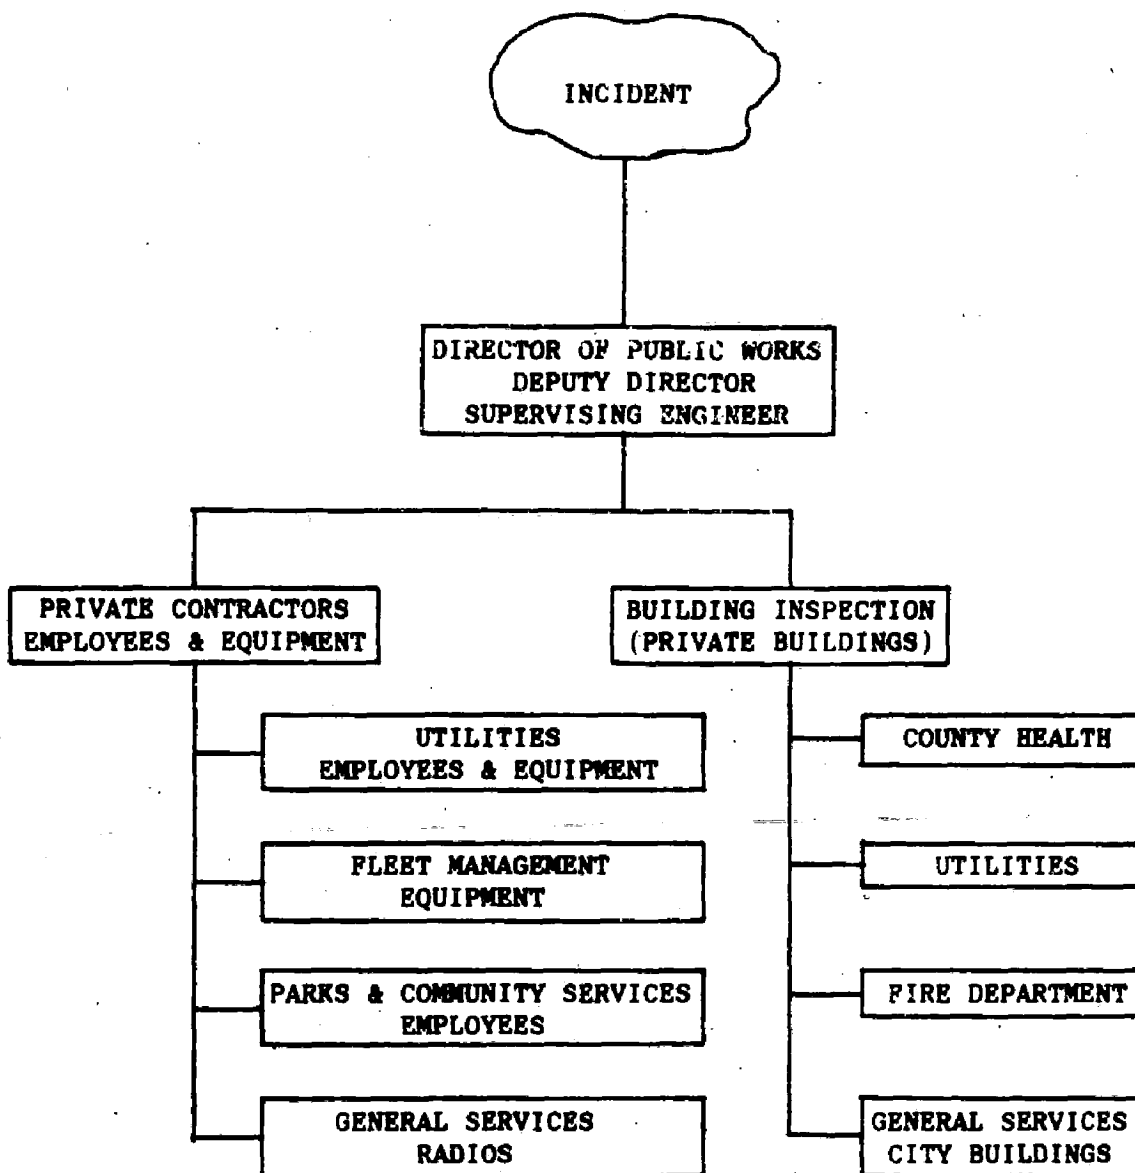 INCIDENT
DIRECTOR OF PUBLIC WORKS
DEPUTY DIRECTOR
SUPERVISING ENGINEER
PRIVATE CONTRACTORS
EMPLOYEES & EQUIPMENT
BUILDING INSPECTION
(PRIVATE BUILDINGS)
UTILITIES
EMPLOYEES & EQUIPMENT
COUNTY HEALTH
FLEET MANAGEMENT
EQUIPMENT
UTILITIES
PARKS & COMMUNITY SERVICES
EMPLOYEES
FIRE DEPARTMENT
GENERAL SERVICES
RADIOS
GENERAL SERVICES
CITY BUILDINGS